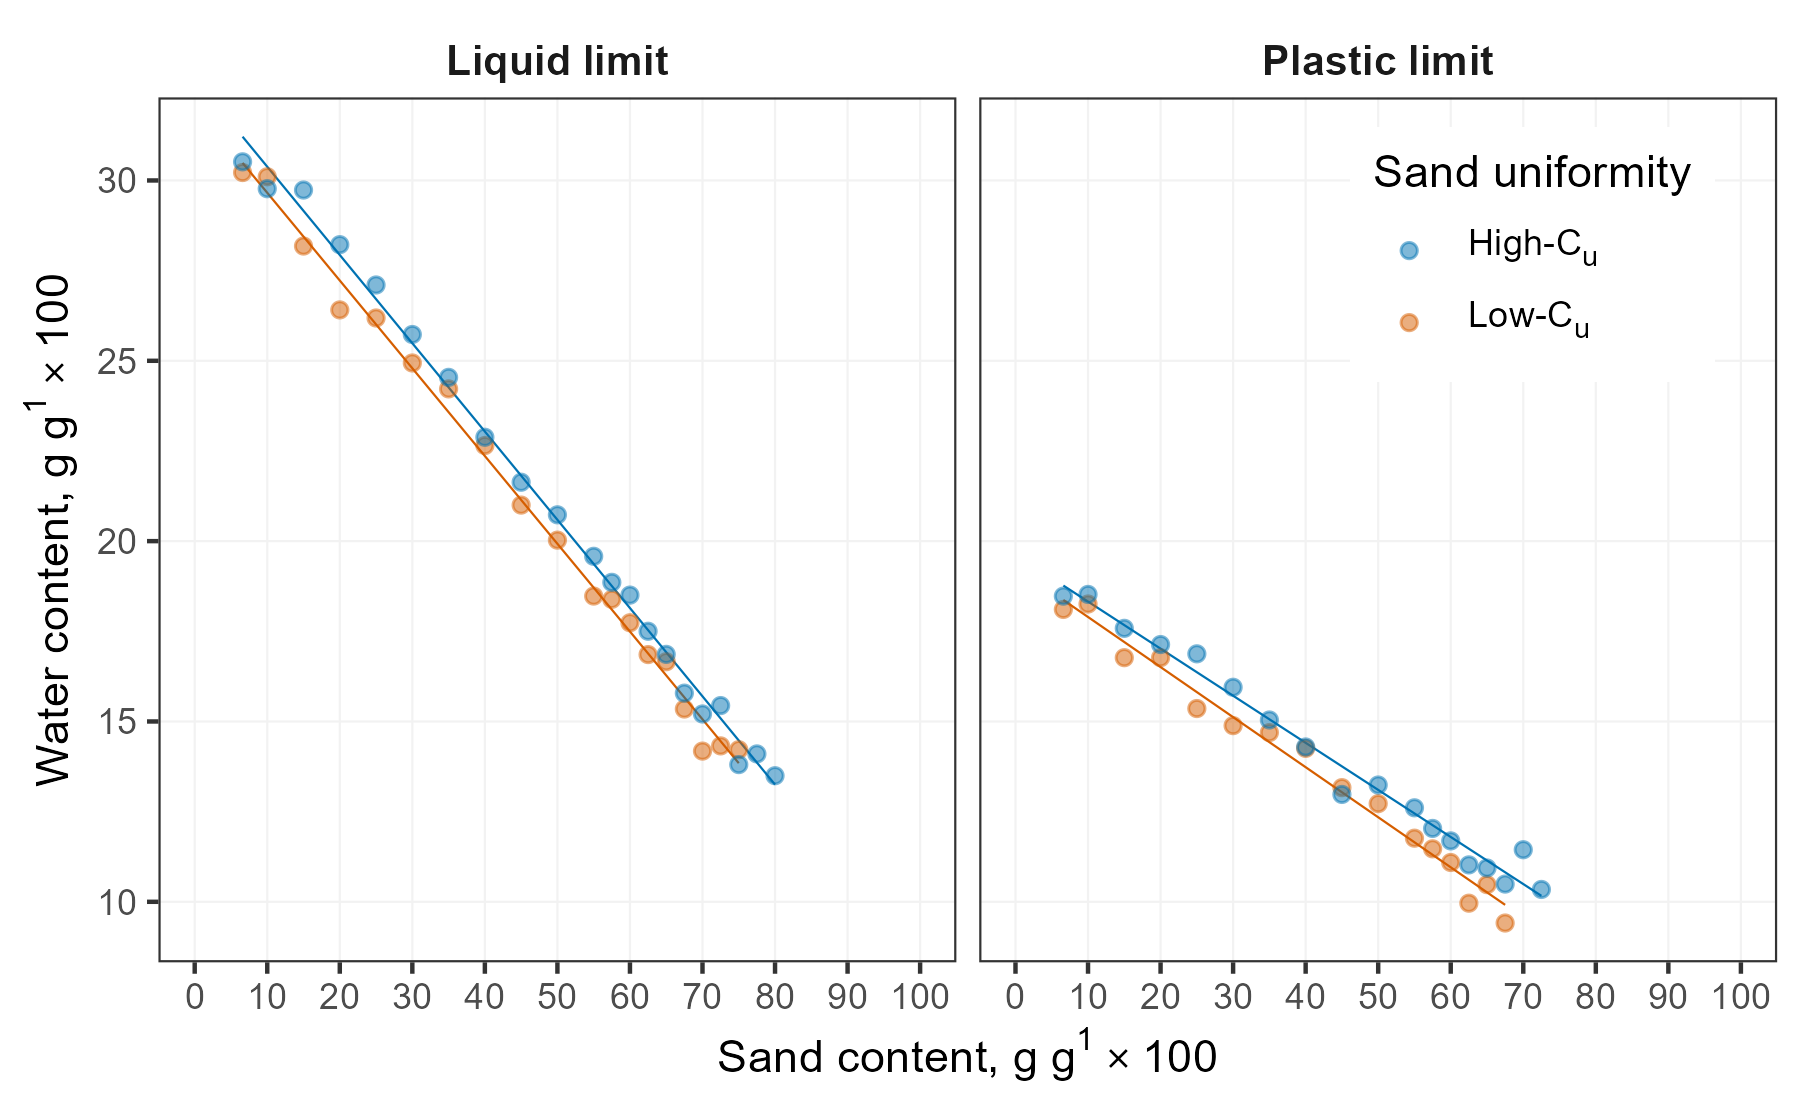 Liquid limit
Plastic limit
Sand uniformity
High-Cu
Low-Cu
Water content, g g1 × 100
30
25
20
15
10
0 10 20 30 40 50 60 70 80 90 100
0 10 20 30 40 50 60 70 80 90 100
Sand content, g g1 × 100